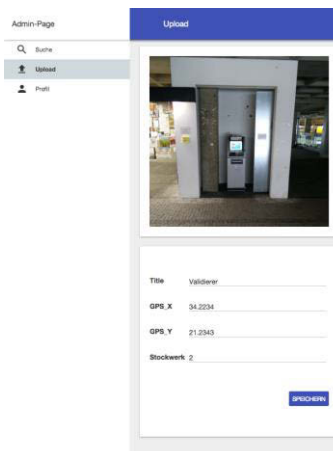 Admin-Page
Upload
Suche
Upload
Profil
Title Validierer
GPS_X 34.2234
GPS_Y 21.2343
Stockwerk 2
SPEICHERN